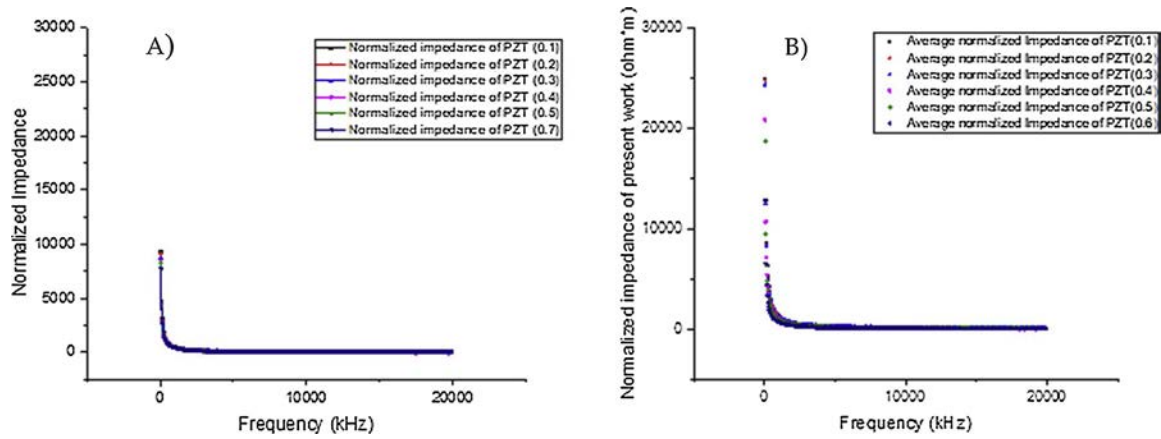 A)
30000
25000
20000
15000
10000
5000
0
Normalized Impedance
Normalized impedance of PZT (0.1)
Normalized impedance of PZT (0.2)
Normalized impedance of PZT (0.3)
Normalized impedance of PZT (0.4)
Normalized impedance of PZT (0.5)
Normalized impedance of PZT (0.7)
0 10000 20000
Frequency (kHz)
B)
30000
20000
10000
0
Normalized impedance of present work (ohm*m)
Average normalized Impedance of PZT(0.1)
Average normalized Impedance of PZT(0.2)
Average normalized Impedance of PZT(0.3)
Average normalized Impedance of PZT(0.4)
Average normalized Impedance of PZT(0.5)
Average normalized Impedance of PZT(0.6)
0 10000 20000
Frequency (kHz)